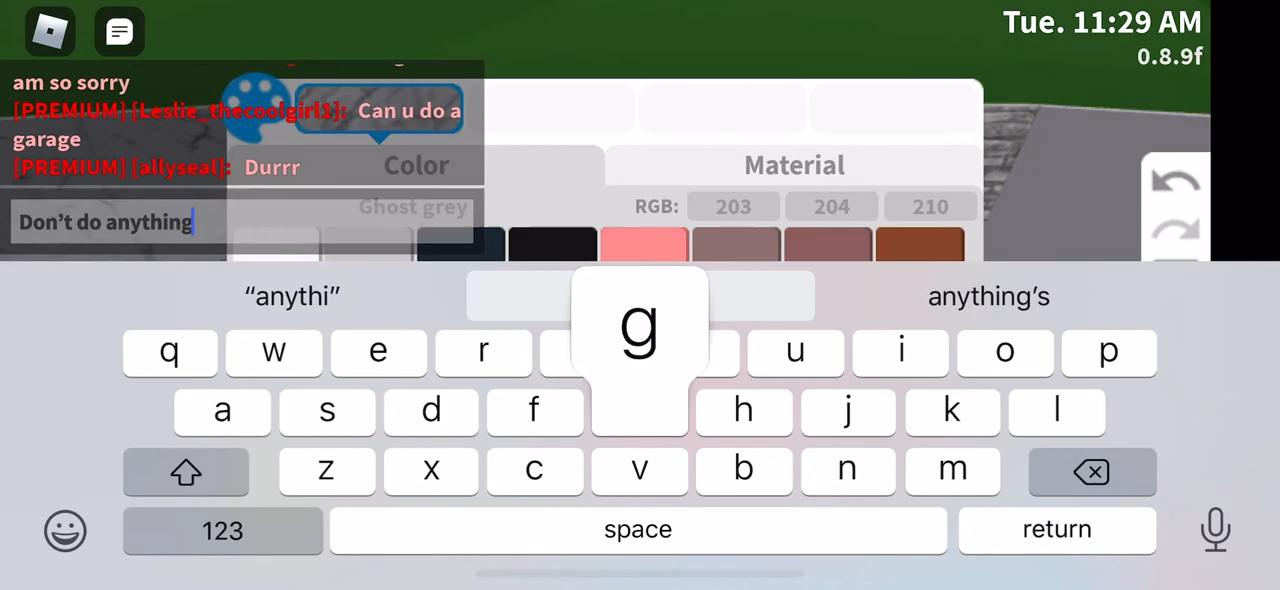 Tue. 11:29 AM
0.8.9f
am so sorry
[PREMIUM] [Leslie_thecoolgirl1]: Can u do a
garage
[PREMIUM] [allyseal]: Durrr
Don’t do anything
Color
Material
Ghost grey
RGB: 203 204 210
“anythi”
anything's
g
q w e r u i o p
a s d f h j k l
z x c v b n m
123 space return